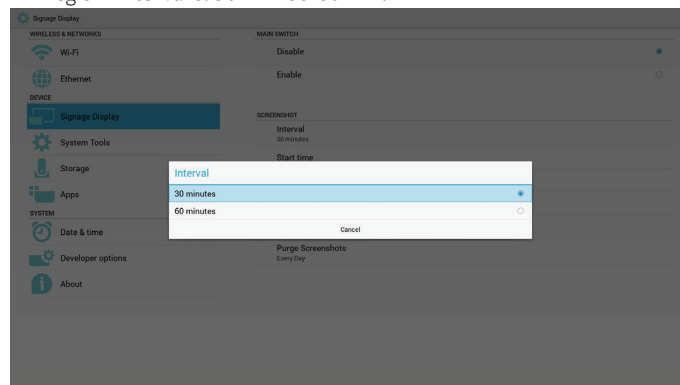 Signage Display
WIRELESS & NETWORKS
Wi-Fi
Ethernet
DEVICE
Signage Display
System Tools
Storage
Apps
SYSTEM
Date & time
Developer options
About
MAIN SWITCH
Disable
Enable
SCREENSHOT
Interval
30 minutes
Start time
Interval
30 minutes
60 minutes
Cancel
Purge Screenshots
Every Day